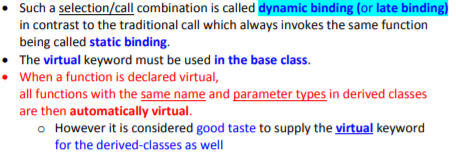 • Such a selection/call combination is called dynamic binding (or late binding)
in contrast to the traditional call which always invokes the same function
being called static binding.
• The virtual keyword must be used in the base class.
• When a function is declared virtual,
all functions with the same name and parameter types in derived classes
are then automatically virtual.
o However it is considered good taste to supply the virtual keyword
for the derived-classes as well